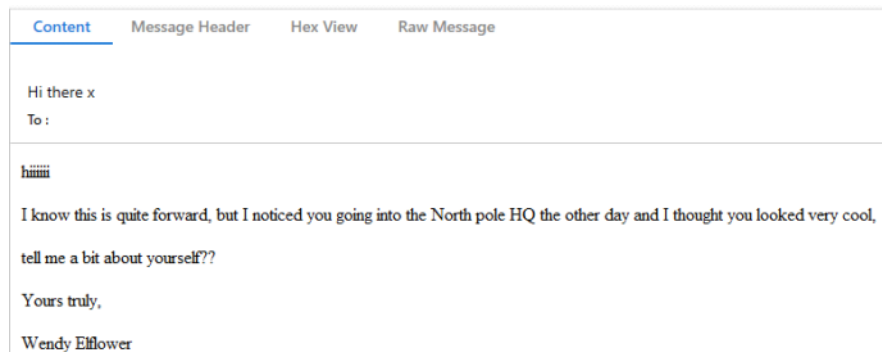 Content Message Header Hex View Raw Message
Hi there x
To :
hiiiiii
I know this is quite forward, but I noticed you going into the North pole HQ the other day and I thought you looked very cool,
tell me a bit about yourself??
Yours truly,
Wendy Elflower